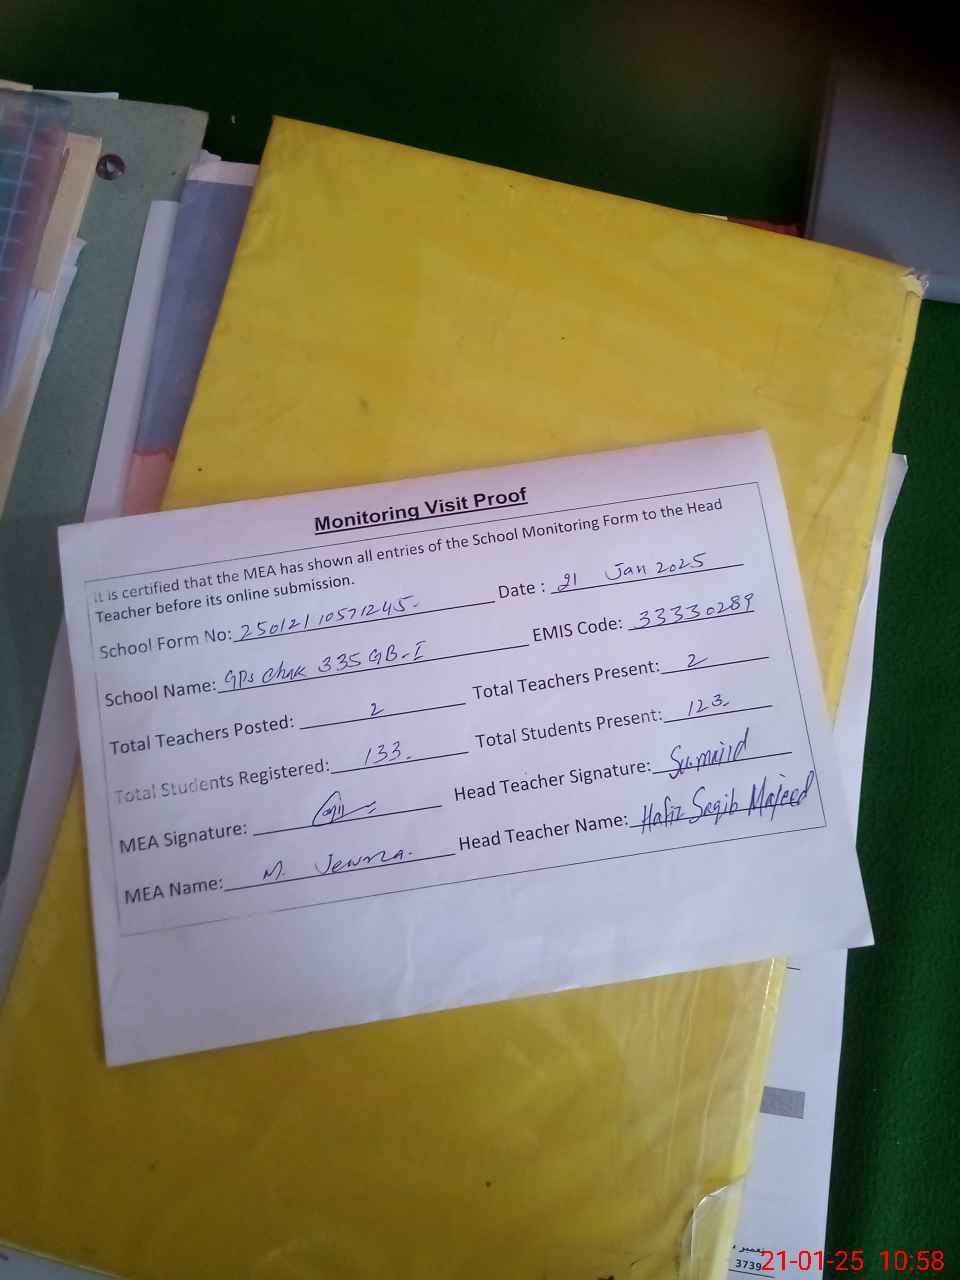 Monitoring Visit Proof
It is certified that the MEA has shown all entries of the School Monitoring Form to the Head
Teacher before its online submission.
School Form No: 250121 10571245. Date : 21 Jan 2025
School Name: GPS Chak 335 GB-I EMIS Code: 33330289
Total Teachers Posted: 2 Total Teachers Present: 2
Total Students Registered: 133. Total Students Present: 123.
MEA Signature: Head Teacher Signature:
MEA Name: M. Head Teacher Name: Hafiz Saqib Majeed
تعمیر
3739
21-01-25 10:58